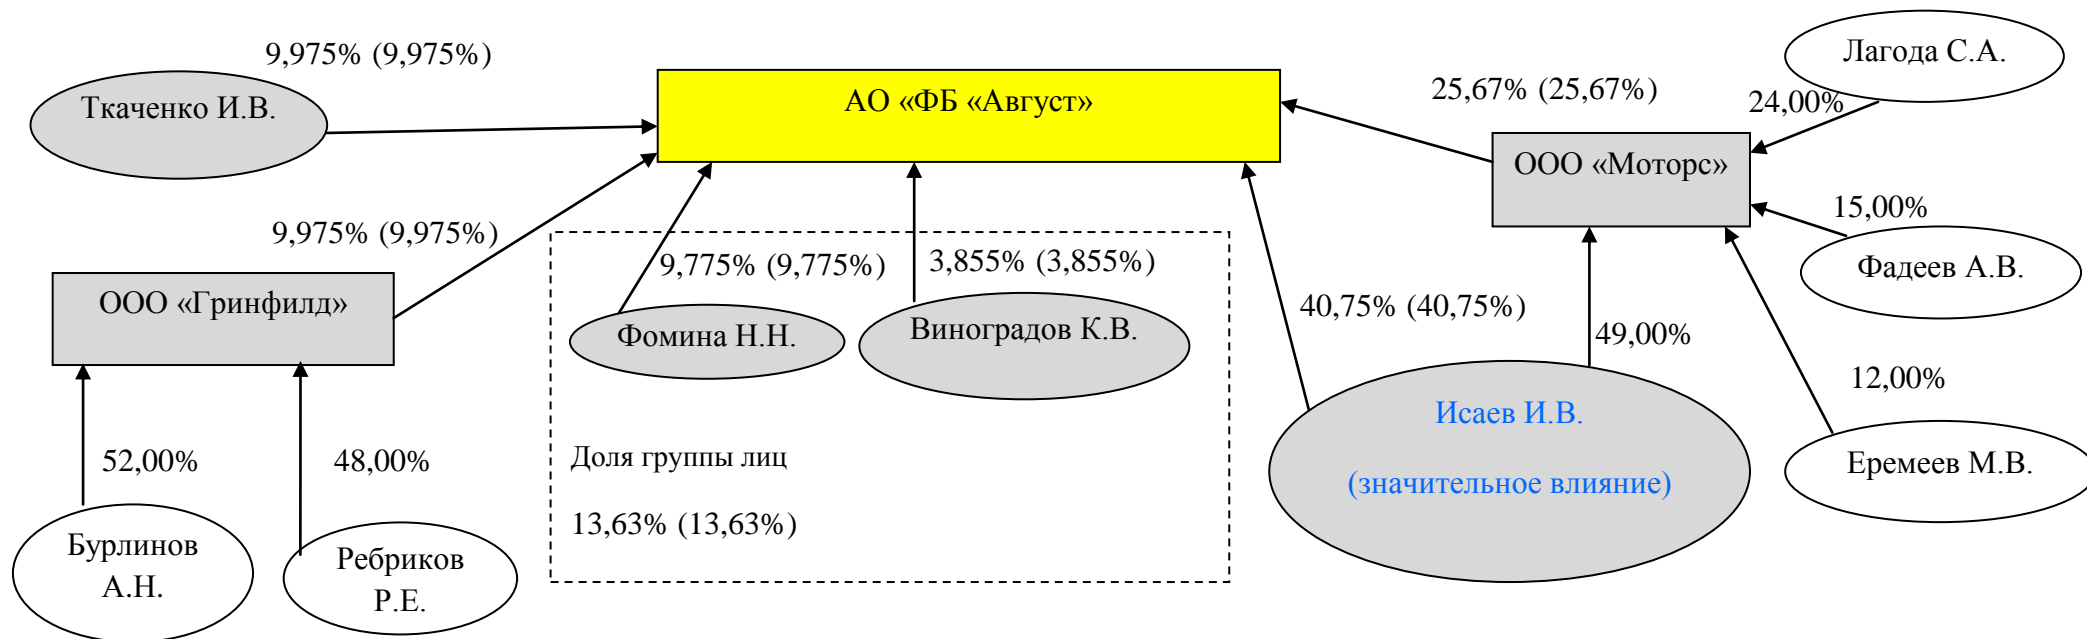 9,975% (9,975%)
Ткаченко И.В.
АО «ФБ «Август»
25,67% (25,67%)
Лагода С.А.
24,00%
ООО «Моторс»
15,00%
Фадеев А.В.
9,975% (9,975%)
ООО «Гринфилд»
9,775% (9,775%)
3,855% (3,855%)
Фомина Н.Н.
Виноградов К.В.
40,75% (40,75%)
49,00%
12,00%
Исаев И.В.
(значительное влияние)
Еремеев М.В.
Доля группы лиц
13,63% (13,63%)
52,00%
48,00%
Бурлинов
А.Н.
Ребриков
Р.Е.